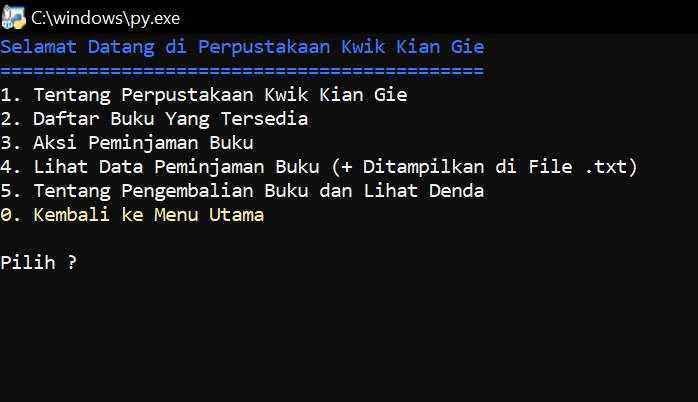 C:\windows\py.exe
Selamat Datang di Perpustakaan Kwik Kian Gie
============================================
1. Tentang Perpustakaan Kwik Kian Gie
2. Daftar Buku Yang Tersedia
3. Aksi Peminjaman Buku
4. Lihat Data Peminjaman Buku (+ Ditampilkan di File .txt)
5. Tentang Pengembalian Buku dan Lihat Denda
0. Kembali ke Menu Utama
Pilih ?